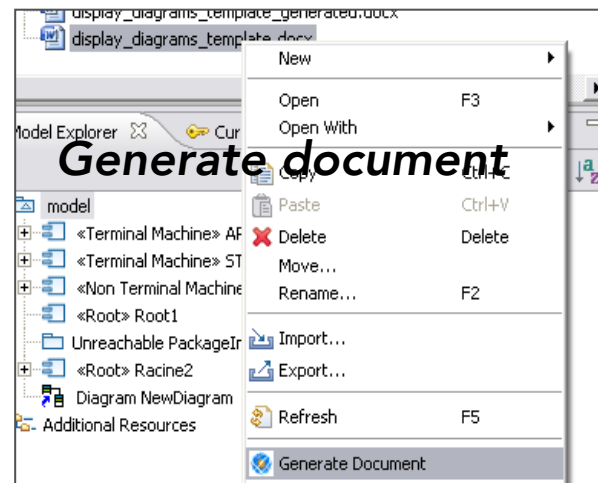 display_diagrams_template_generated.docx
display_diagrams_template.docx
New
Open F3
Open With
Model Explorer Cur
Generate document
Copy Ctrl+C
model
Paste Ctrl+V
«Terminal Machine» AF
Delete Delete
«Terminal Machine» ST
Move...
«Non Terminal Machine
Rename... F2
«Root» Root1
Unreachable PackageIr
Import...
«Root» Racine2
Export...
Diagram NewDiagram
Refresh F5
Additional Resources
Generate Document